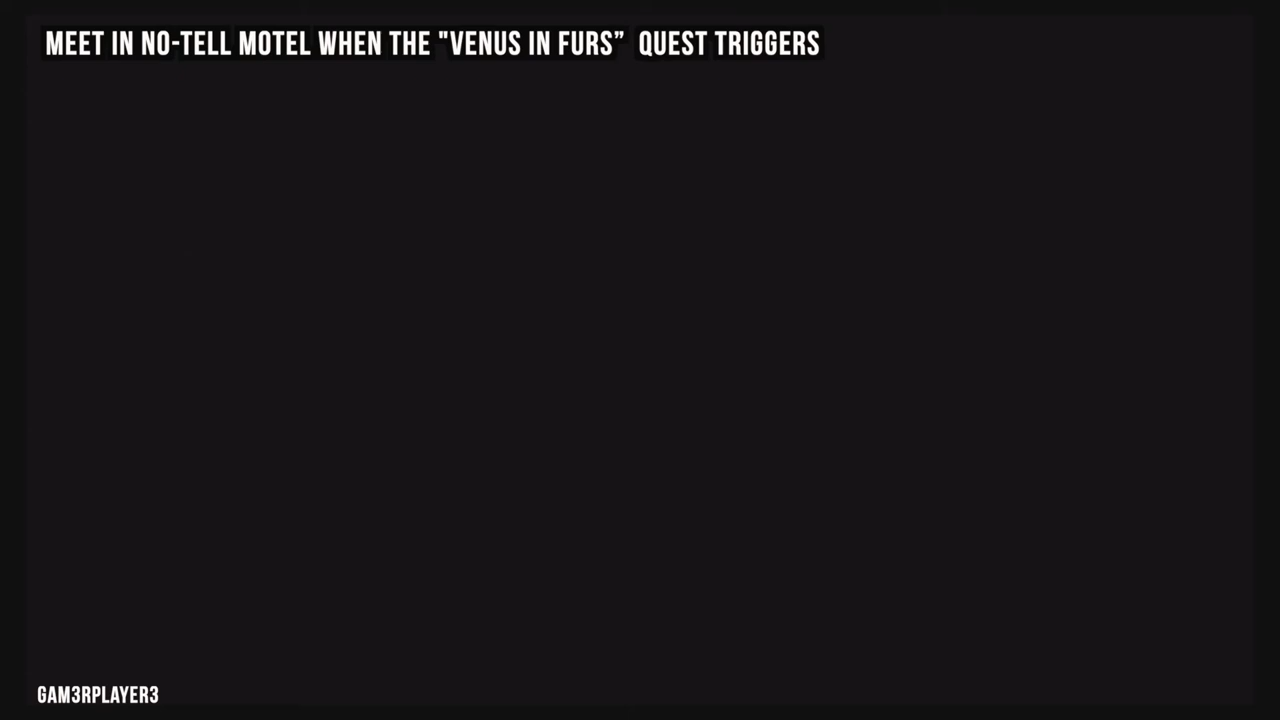 MEET IN NO-TELL MOTEL WHEN THE "VENUS IN FURS” QUEST TRIGGERS
GAM3RPLAYER3